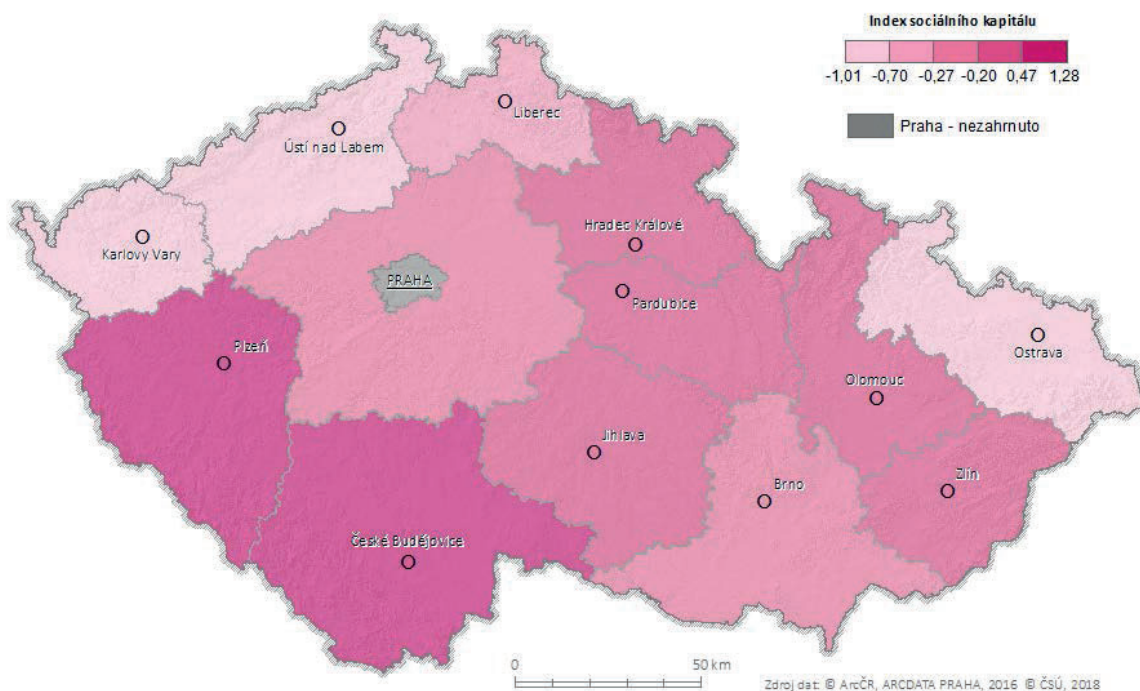 Index sociálního kapitálu
-1,01 -0,70 -0,27 -0,20 0,47 1,28
Praha - nezahrnuto
Liberec
Ústí nad Labem
Karlovy Vary
Hradec Králové
PRAHA
Pardubice
Plzeň
Ostrava
Olomouc
Jihlava
Zlín
Brno
České Budějovice
0 50 km
Zdroj dat: © ArcČR, ARCDATA PRAHA, 2016 © ČSÚ, 2018